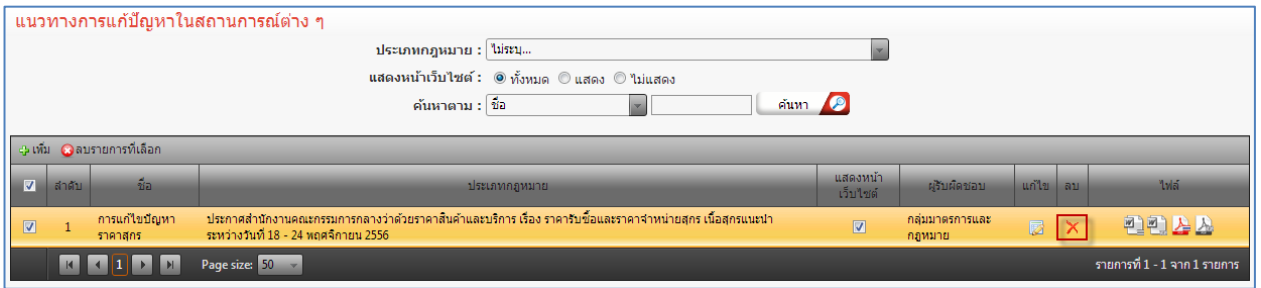 แนวทางการแก้ปัญหาในสถานการณ์ต่าง ๆ
ประเภทกฎหมาย : ไม่ระบุ...
แสดงหน้าเว็บไซต์ : ทั้งหมด แสดง ไม่แสดง
ค้นหาตาม : ชื่อ ค้นหา
เพิ่ม ลบรายการที่เลือก
ลำดับ ชื่อ ประเภทกฎหมาย แสดงหน้า ผู้รับผิดชอบ แก้ไข ลบ ไฟล์
เว็บไซต์
1 การแก้ไขปัญหา ประกาศสำนักงานคณะกรรมการกลางว่าด้วยราคาสินค้าและบริการ เรื่อง ราคารับซื้อและราคาจำหน่ายสุกร เนื้อสุกรแนะนำ กลุ่มมาตรการและ
ราคาสุกร ระหว่างวันที่ 18 - 24 พฤศจิกายน 2556 กฎหมาย
1 Page size: 50 รายการที่ 1 - 1 จาก 1 รายการ